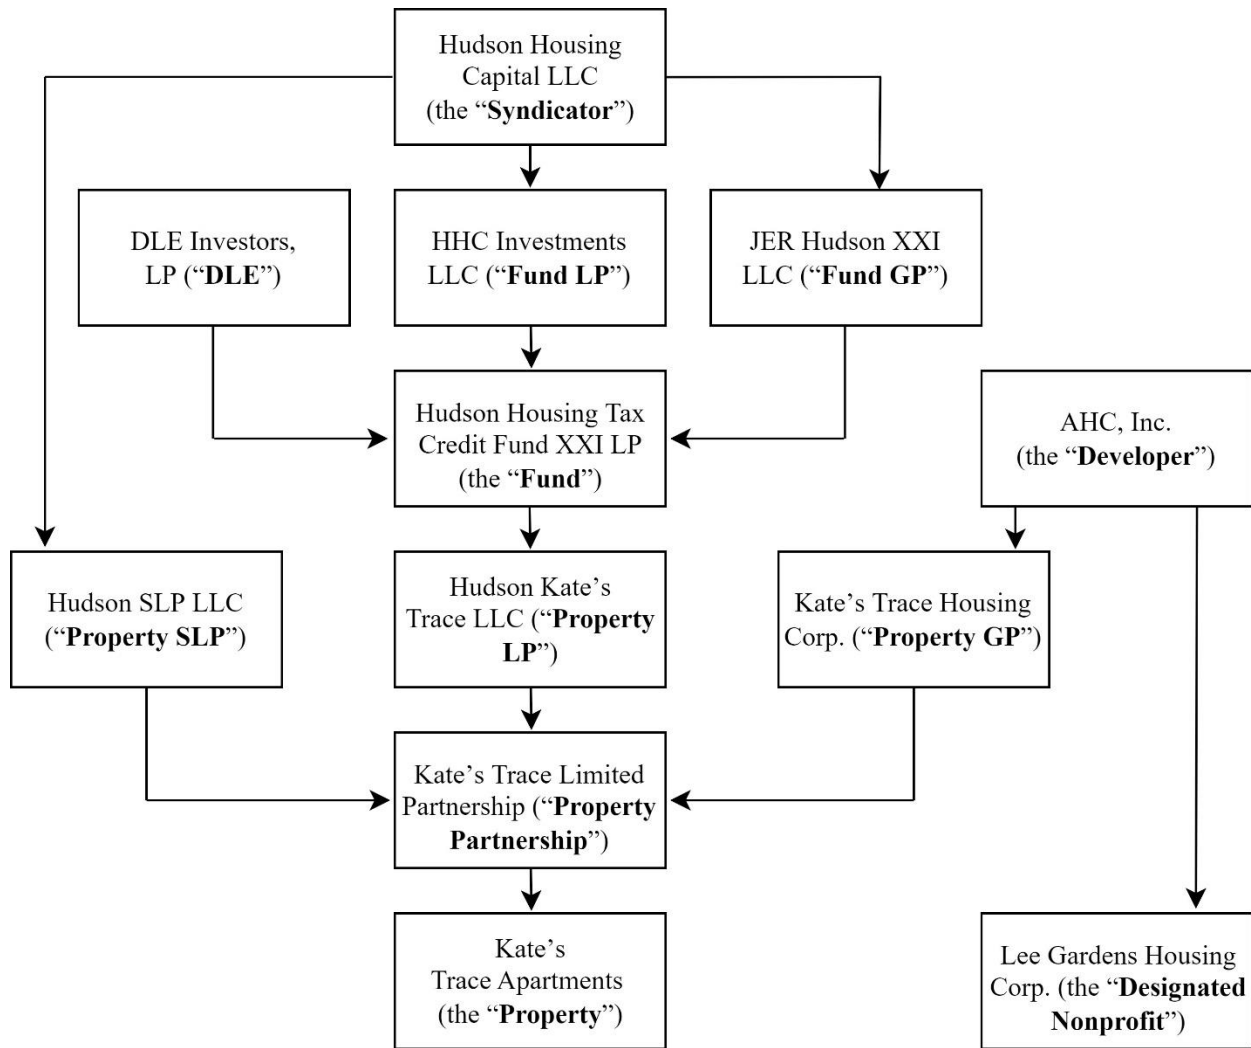 Hudson Housing
Capital LLC
(the “Syndicator”)
DLE Investors,
LP (“DLE”)
HHC Investments
LLC (“Fund LP”)
JER Hudson XXI
LLC (“Fund GP”)
Hudson Housing Tax
Credit Fund XXI LP
(the “Fund”)
AHC, Inc.
(the “Developer”)
Hudson SLP LLC
(“Property SLP”)
Hudson Kate’s
Trace LLC (“Property
LP”)
Kate’s Trace Housing
Corp. (“Property GP”)
Kate’s Trace Limited
Partnership (“Property
Partnership”)
Kate’s
Trace Apartments
(the “Property”)
Lee Gardens Housing
Corp. (the “Designated
Nonprofit”)